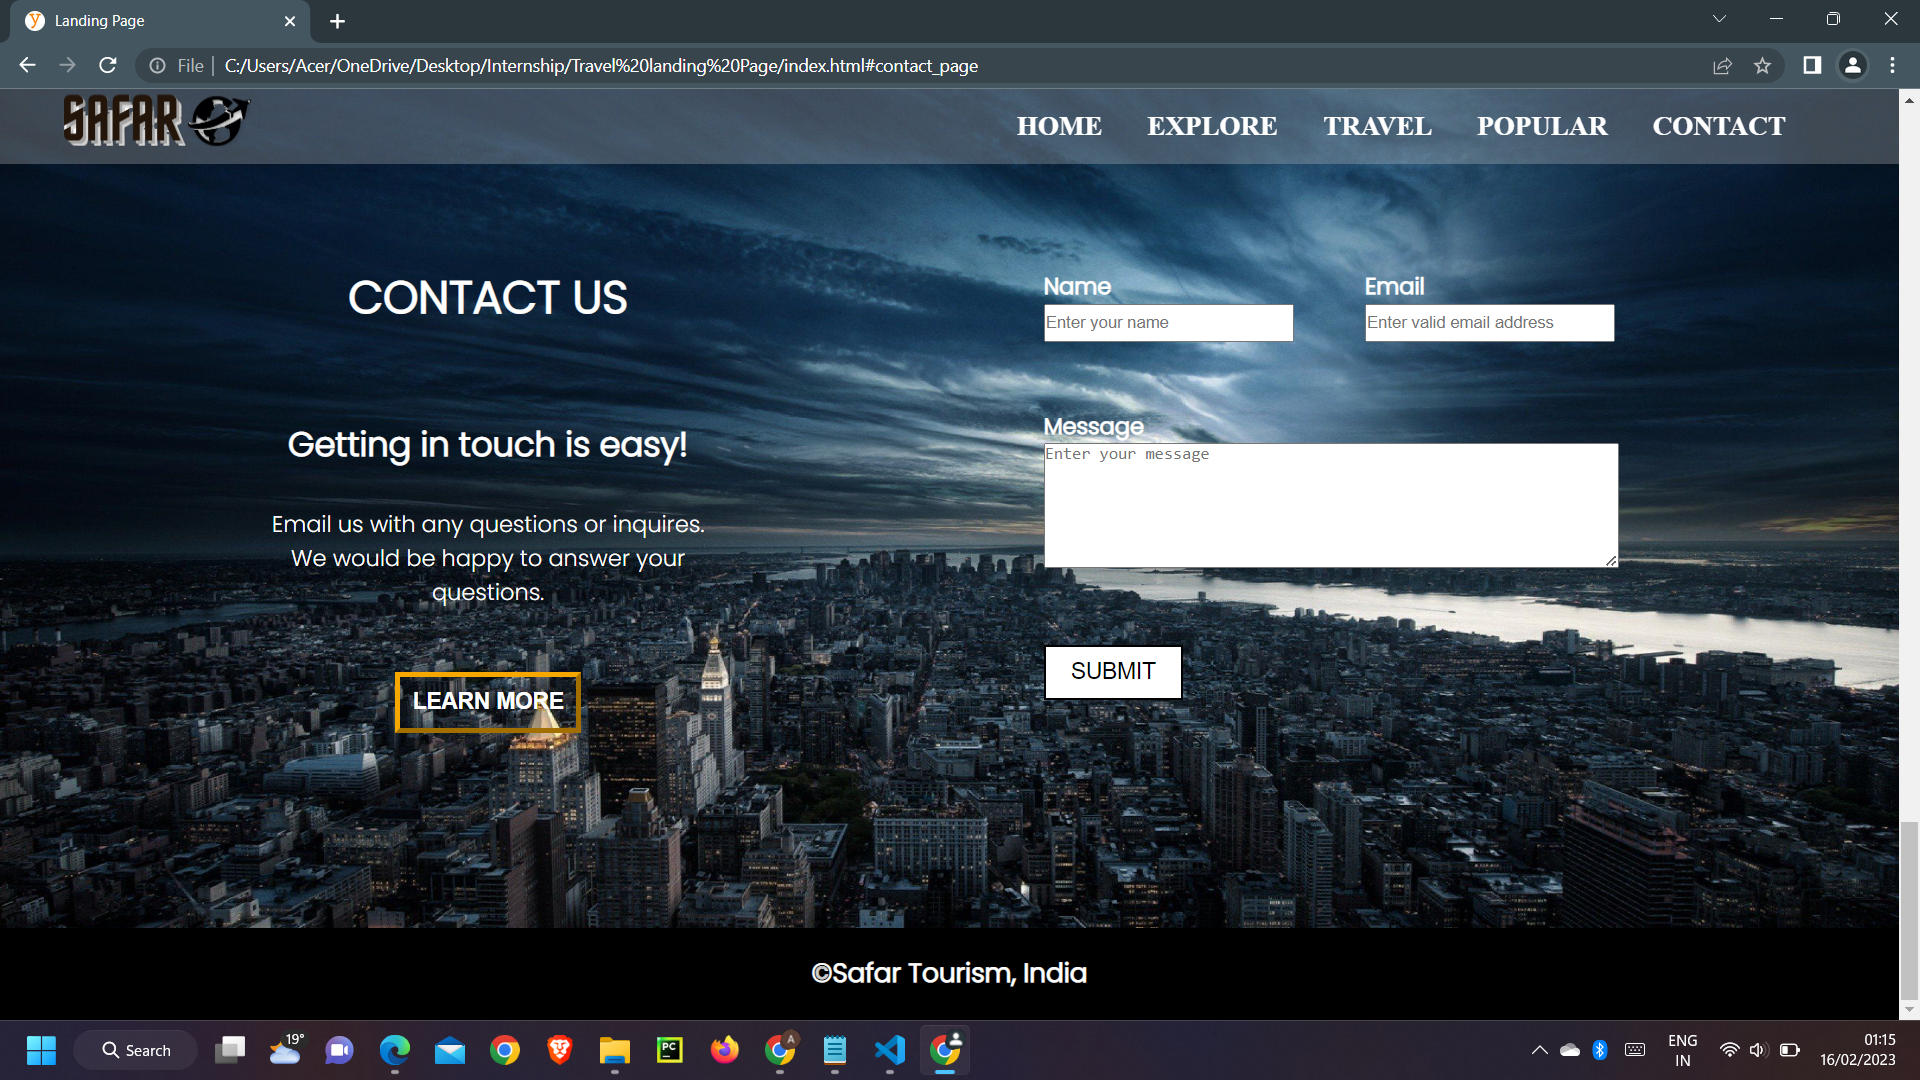 Landing Page
File
C:/Users/Acer/OneDrive/Desktop/Internship/Travel%20landing%20Page/index.html#contact_page
SAFAR
HOME EXPLORE TRAVEL POPULAR CONTACT
CONTACT US
Getting in touch is easy!
Email us with any questions or inquires.
We would be happy to answer your
questions.
LEARN MORE
Name
Enter your name
Email
Enter valid email address
Message
Enter your message
SUBMIT
©Safar Tourism, India
Search
19°
PC
A
ENG
IN
01:15
16/02/2023